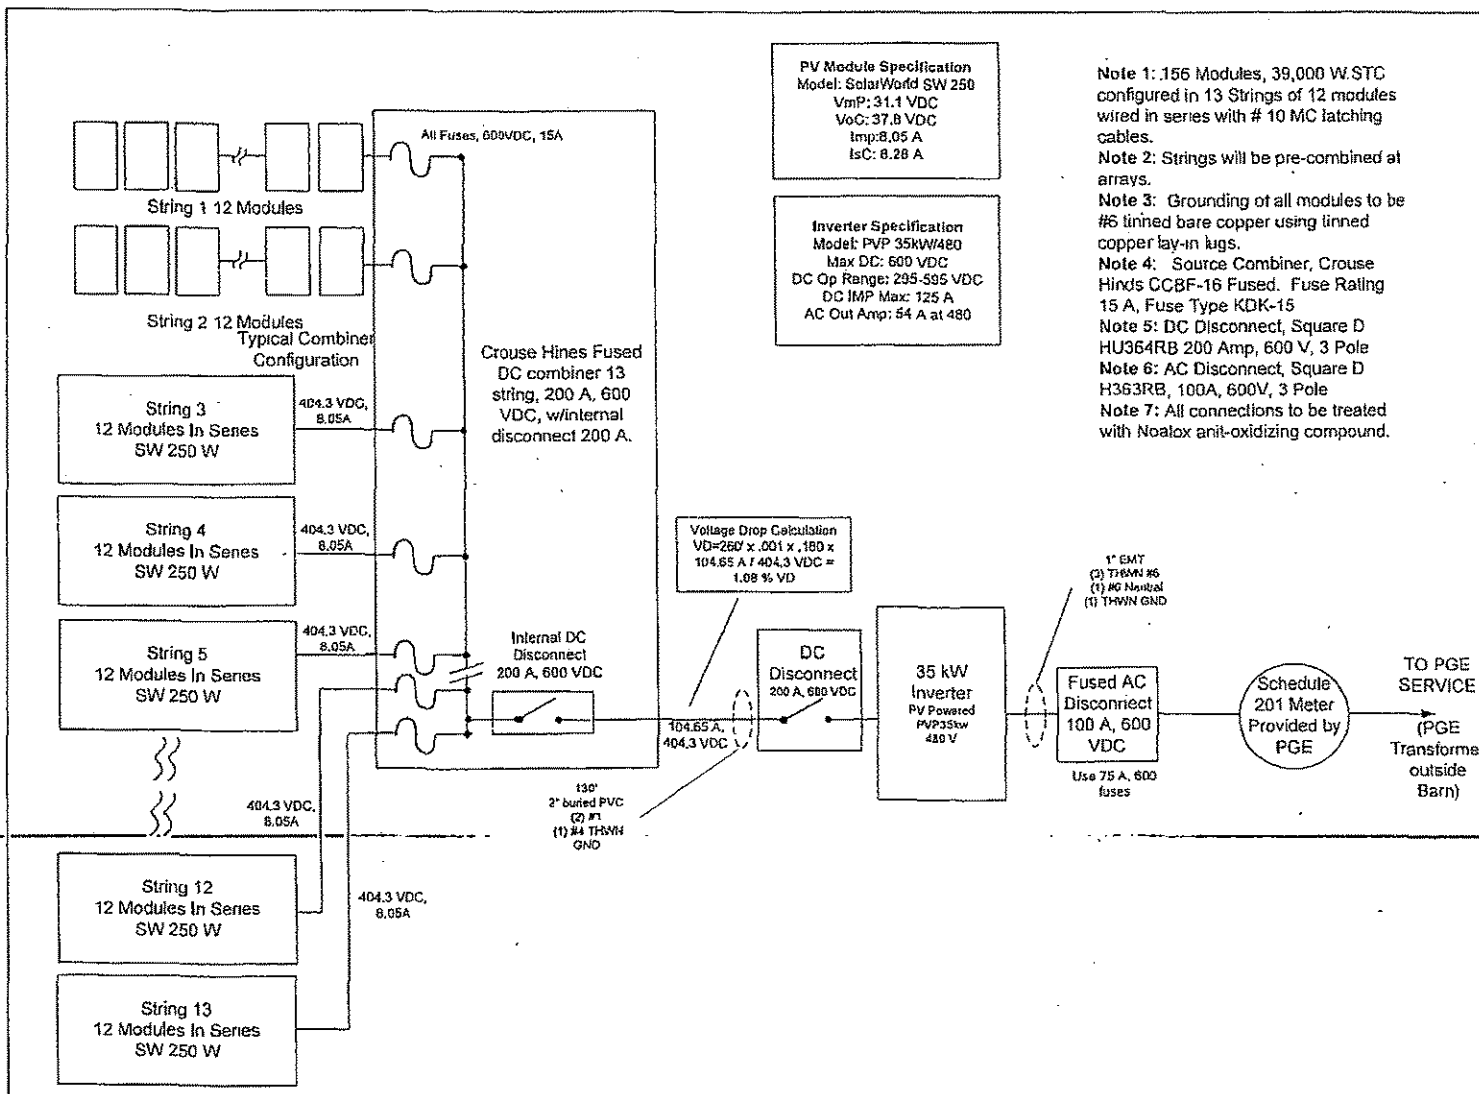 PV Module Specification
Model: SolarWorld SW 250
VmP: 31.1 VDC
VoC: 37.8 VDC
Imp:8.05 A
IsC: 8.28 A
Inverter Specification
Model: PVP 35kW/480
Max DC: 600 VDC
DC Op Range: 295-595 VDC
DC IMP Max: 125 A
AC Out Amp: 54 A at 480
Note 1: 156 Modules, 39,000 W.STC
configured in 13 Strings of 12 modules
wired in series with # 10 MC latching
cables.
Note 2: Strings will be pre-combined at
arrays.
Note 3: Grounding of all modules to be
#6 tinned bare copper using tinned
copper lay-in lugs.
Note 4: Source Combiner, Crouse
Hinds CCBF-16 Fused. Fuse Rating
15 A, Fuse Type KDK-15
Note 5: DC Disconnect, Square D
HU364RB 200 Amp, 600 V, 3 Pole
Note 6: AC Disconnect, Square D
H363RB, 100A, 600V, 3 Pole
Note 7: All connections to be treated
with Noalox anit-oxidizing compound.
All Fuses, 600VDC, 15A
String 1 12 Modules
String 2 12 Modules
Typical Combiner
Configuration
Crouse Hines Fused
DC combiner 13
string, 200 A, 600
VDC, w/internal
disconnect 200 A.
String 3
12 Modules In Series
SW 250 W
404.3 VDC,
8.05A
String 4
12 Modules In Series
SW 250 W
404.3 VDC,
8.05A
String 5
12 Modules In Series
SW 250 W
404.3 VDC,
8.05A
Internal DC
Disconnect
200 A, 600 VDC
Voltage Drop Calculation
VD=260' x .001 x .180 x
104.65 A / 404.3 VDC =
1.08 % VD
104.65 A,
404.3 VDC
DC
Disconnect
200 A, 600 VDC
35 kW
Inverter
PV Powered
PVP35kw
480 V
1" EMT
(3) THWN #6
(1) #6 Neutral
(1) THWN GND
Fused AC
Disconnect
100 A, 600
VDC
Use 75 A, 600
fuses
Schedule
201 Meter
Provided by
PGE
TO PGE
SERVICE
(PGE
Transforme
outside
Barn)
130'
2" buried PVC
(2) #1
(1) #4 THWN
GND
404.3 VDC,
8.05A
String 12
12 Modules In Series
SW 250 W
404.3 VDC,
8.05A
String 13
12 Modules In Series
SW 250 W